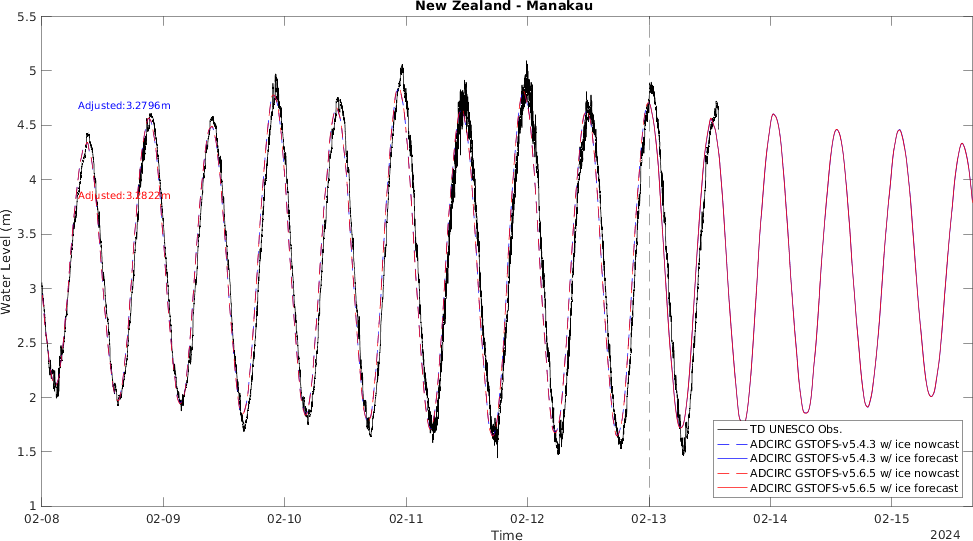 New Zealand - Manakau
5.5
5
4.5
4
3.5
3
2.5
2
1.5
1
Water Level (m)
Adjusted:3.2796m
Adjusted:3.2822m
TD UNESCO Obs.
ADCIRC GSTOFS-v5.4.3 w/ ice nowcast
ADCIRC GSTOFS-v5.4.3 w/ ice forecast
ADCIRC GSTOFS-v5.6.5 w/ ice nowcast
ADCIRC GSTOFS-v5.6.5 w/ ice forecast
02-08 02-09 02-10 02-11 02-12 02-13 02-14 02-15
Time
2024